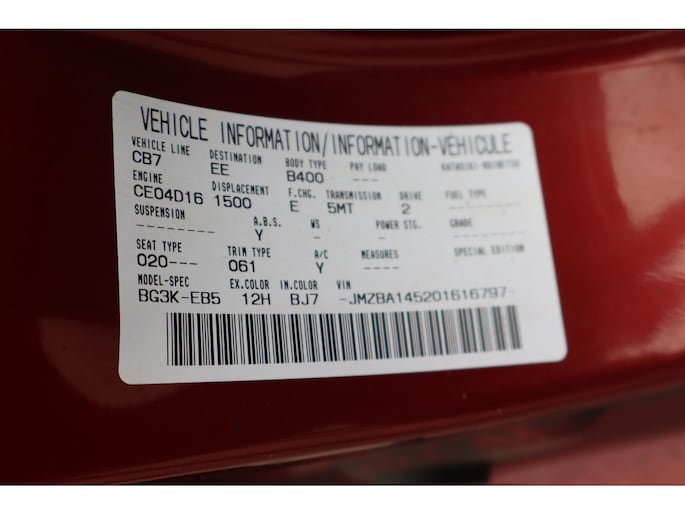 VEHICLE INFORMATION/INFORMATION-VÉHICULE
VEHICLE LINE DESTINATION BODY TYPE PAY LOAD
CB7 EE B400 ---
ENGINE DISPLACEMENT F.CHG. TRANSMISSION DRIVE FUEL TYPE
CE04D16 1500 E 5MT 2 --------
SUSPENSION A.B.S. WS POWER STG. GRADE
-------- Y - -- --------
SEAT TYPE TRIM TYPE A/C MEASURES SPECIAL EDITION
020--- 061 Y ----
MODEL-SPEC EX.COLOR IN.COLOR VIN
BG3K-EB5 12H BJ7 -JMZBA145201616797-